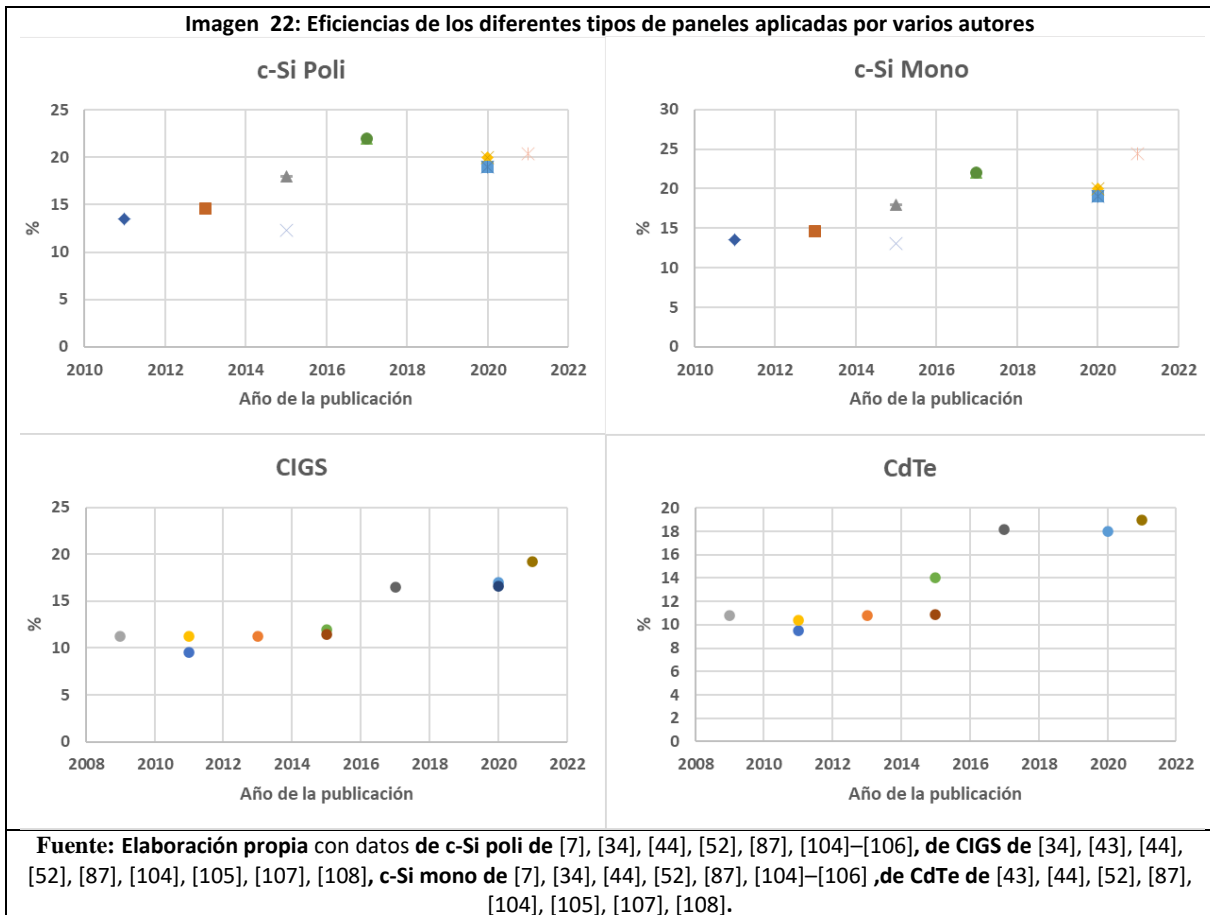 Imagen 22: Eficiencias de los diferentes tipos de paneles aplicadas por varios autores
c-Si Poli
25
20
15
10
5
0
%
2010 2012 2014 2016 2018 2020 2022
Año de la publicación
c-Si Mono
30
25
20
15
10
5
0
%
2010 2012 2014 2016 2018 2020 2022
Año de la publicación
CIGS
25
20
15
10
5
0
%
2008 2010 2012 2014 2016 2018 2020 2022
Año de la publicación
CdTe
20
18
16
14
12
10
8
6
4
2
0
%
2008 2010 2012 2014 2016 2018 2020 2022
Año de la publicación
Fuente: Elaboración propia con datos de c-Si poli de [7], [34], [44], [52], [87], [104]–[106], de CIGS de [34], [43], [44],
[52], [87], [104], [105], [107], [108], c-Si mono de [7], [34], [44], [52], [87], [104]–[106] ,de CdTe de [43], [44], [52], [87],
[104], [105], [107], [108].